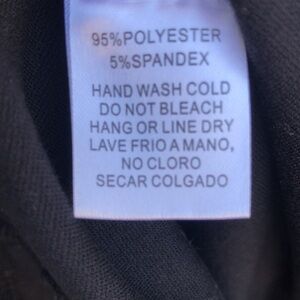 95%POLYESTER
5%SPANDEX
HAND WASH COLD
DO NOT BLEACH
HANG OR LINE DRY
LAVE FRIO A MANO,
NO CLORO
SECAR COLGADO